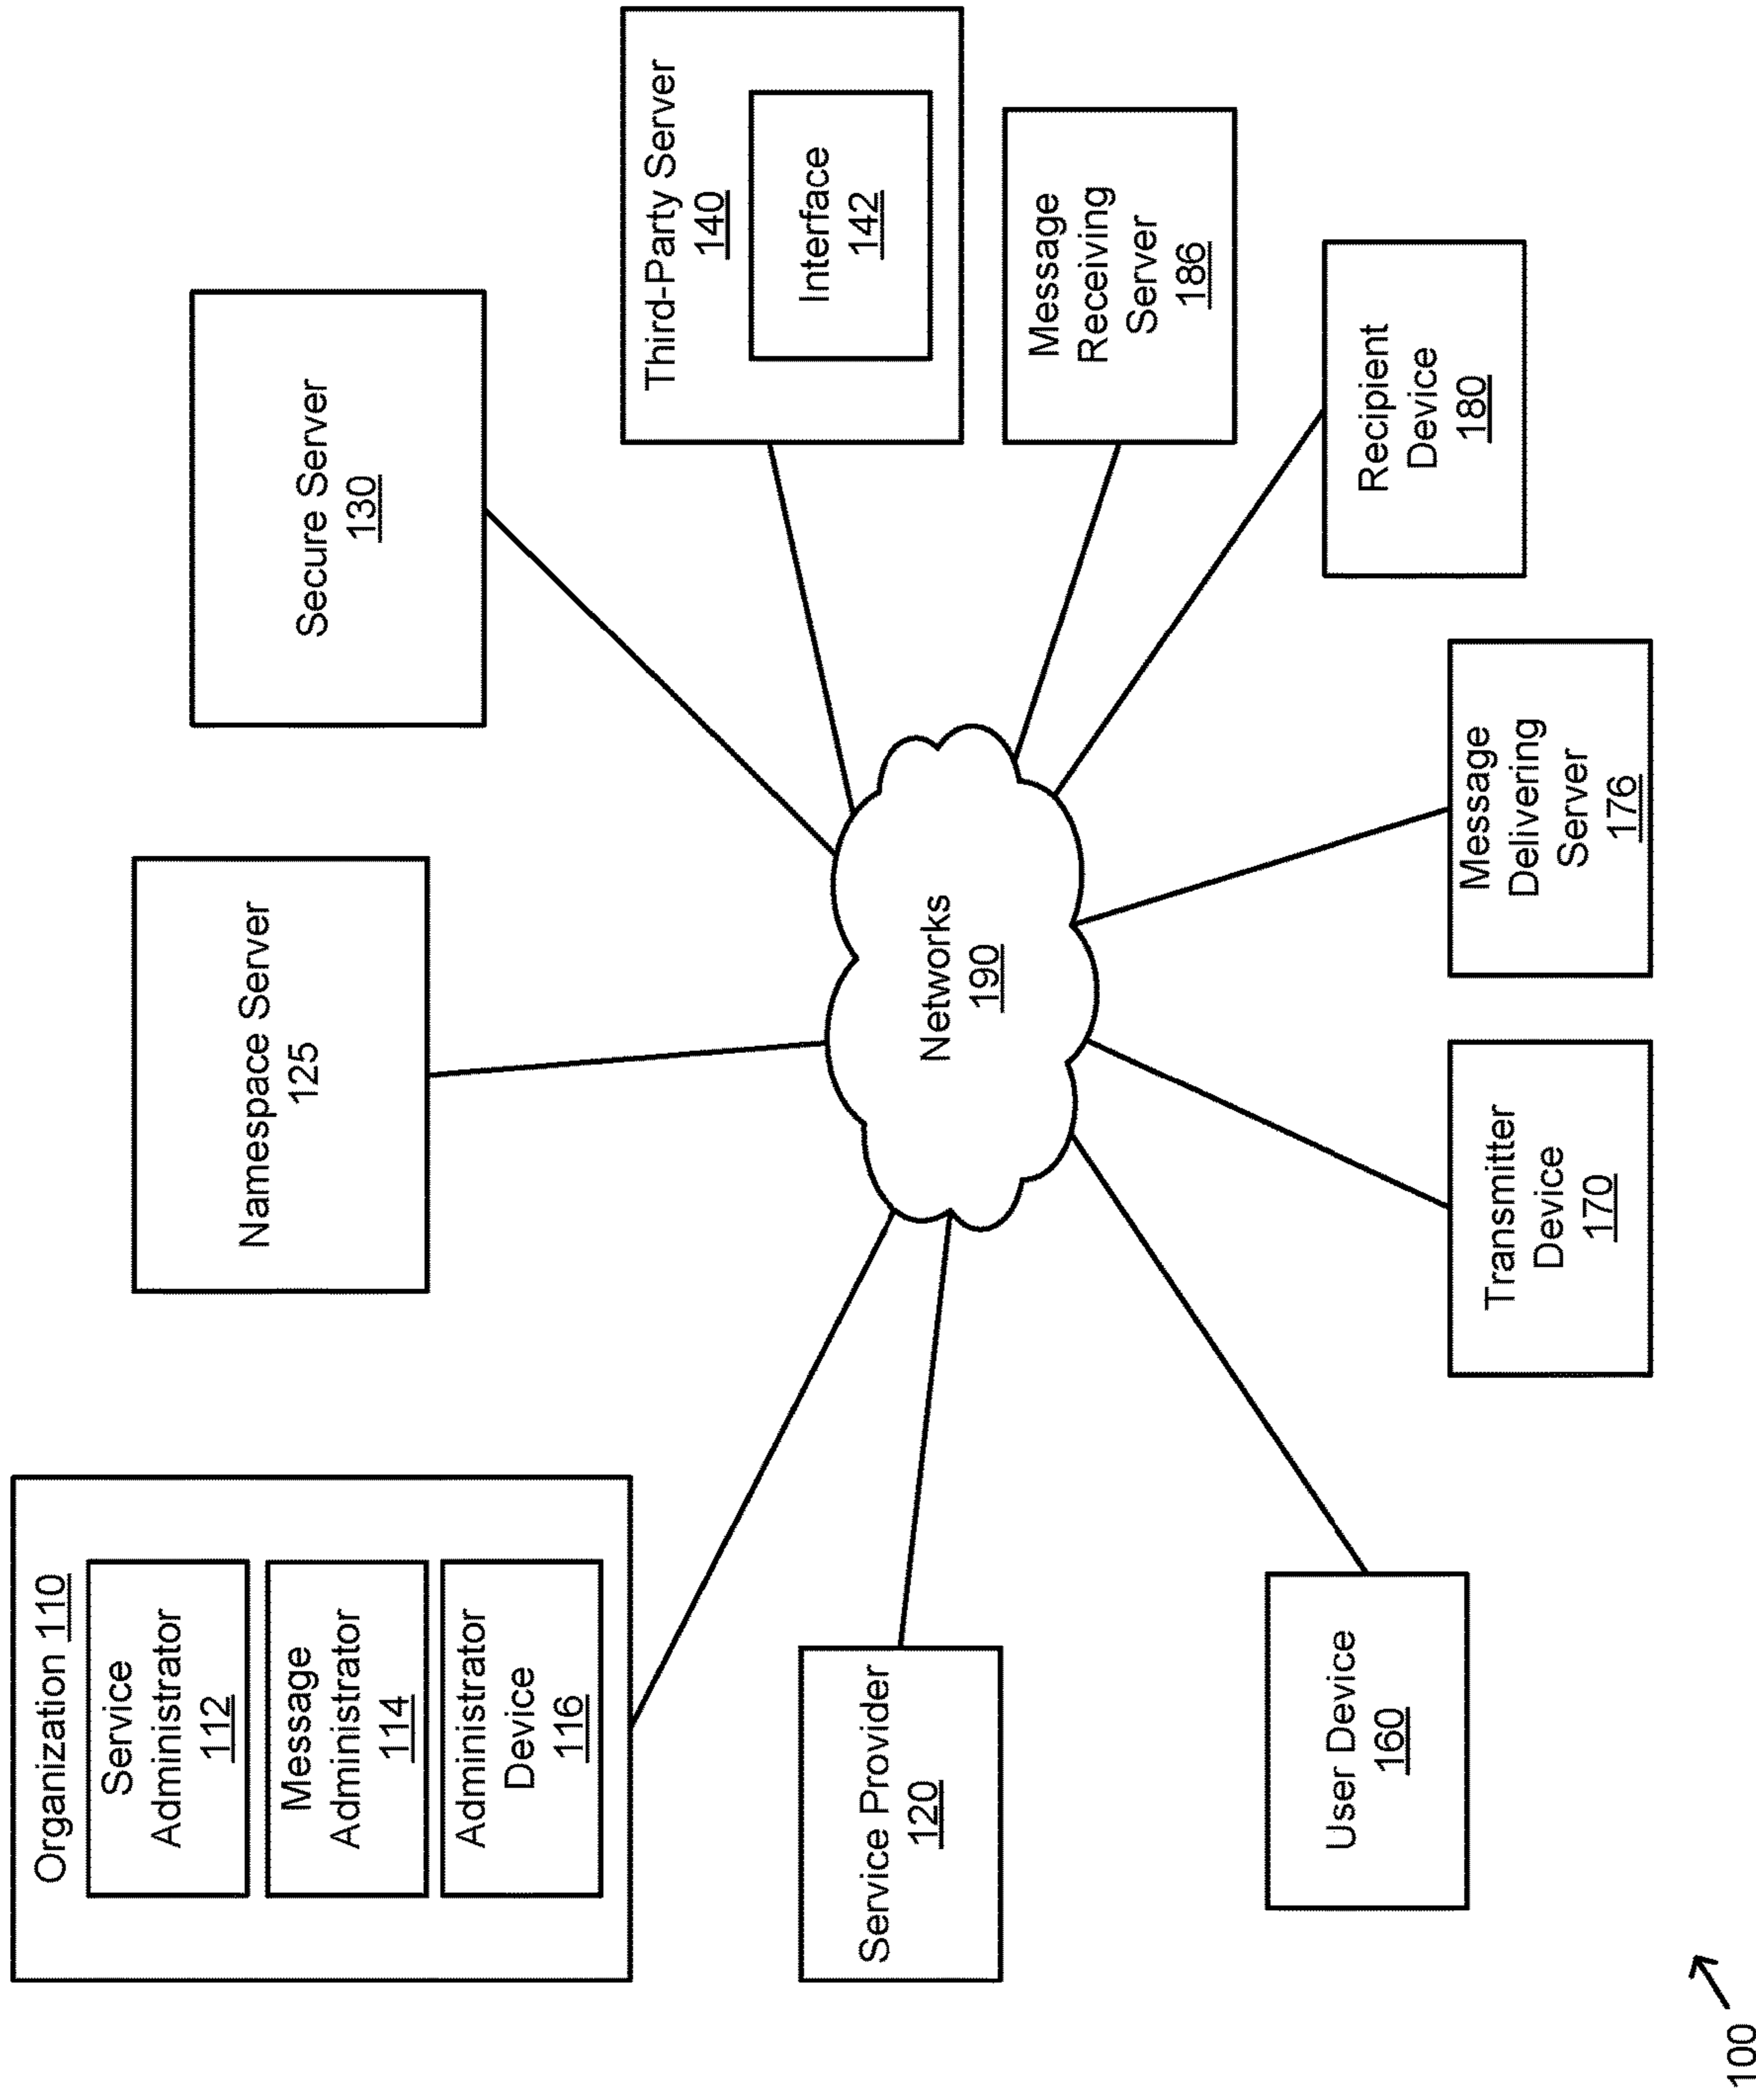 Organization 110
Service
Administrator
112
Message
Administrator
114
Administrator
Device
116
Namespace Server
125
Secure Server
130
Third-Party Server
140
Interface
142
Service Provider
120
Networks
190
Message
Receiving
Server
186
User Device
160
Transmitter
Device
170
Message
Delivering
Server
176
Recipient
Device
180
100